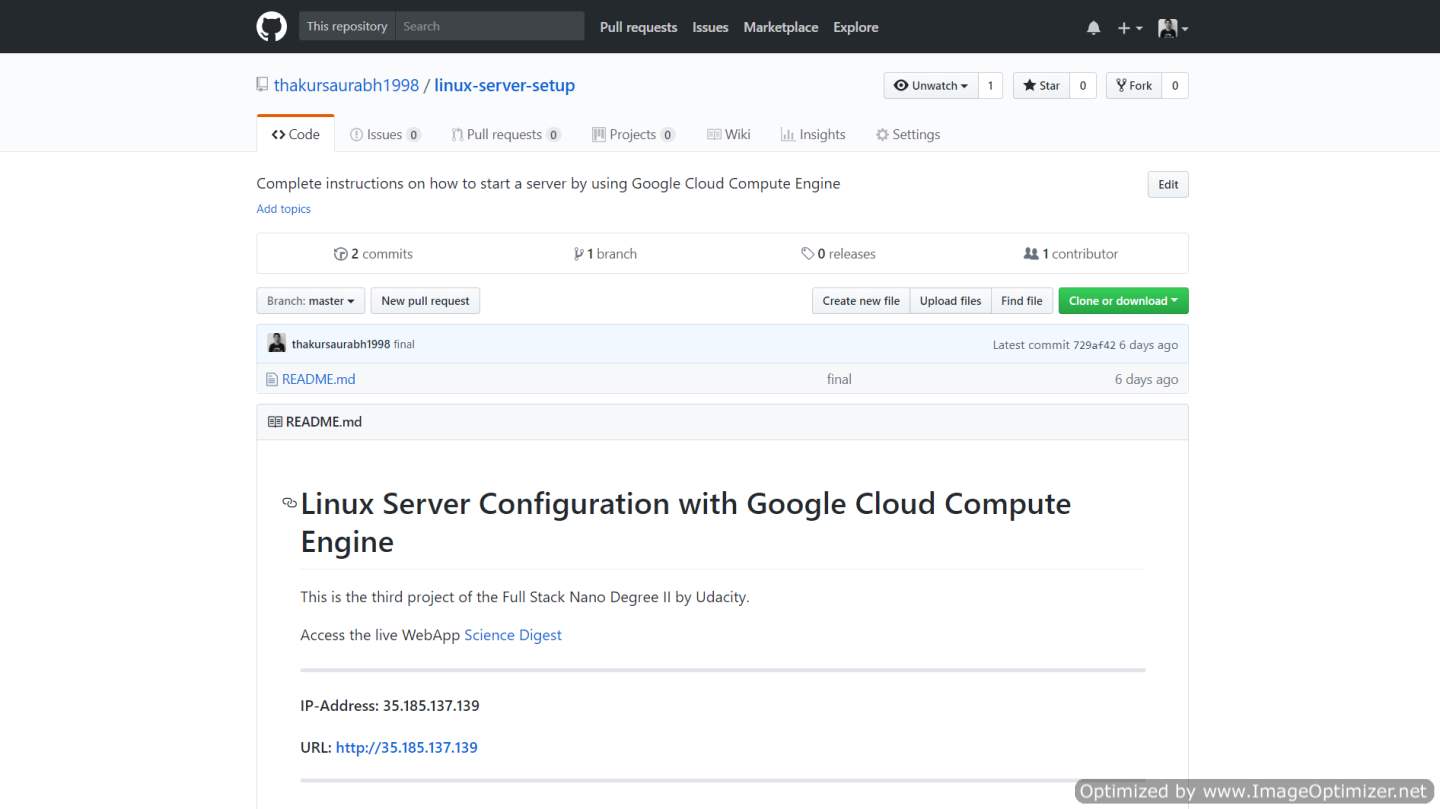 This repository Search Pull requests Issues Marketplace Explore
thakursaurabh1998 / linux-server-setup Unwatch 1 Star 0 Fork 0
Code Issues 0 Pull requests 0 Projects 0 Wiki Insights Settings
Complete instructions on how to start a server by using Google Cloud Compute Engine Edit
Add topics
2 commits 1 branch 0 releases 1 contributor
Branch: master New pull request Create new file Upload files Find file Clone or download
thakursaurabh1998 final Latest commit 729af42 6 days ago
README.md final 6 days ago
README.md
Linux Server Configuration with Google Cloud Compute
Engine
This is the third project of the Full Stack Nano Degree II by Udacity.
Access the live WebApp Science Digest
IP-Address: 35.185.137.139
URL: http://35.185.137.139
Optimized by www.ImageOptimizer.net